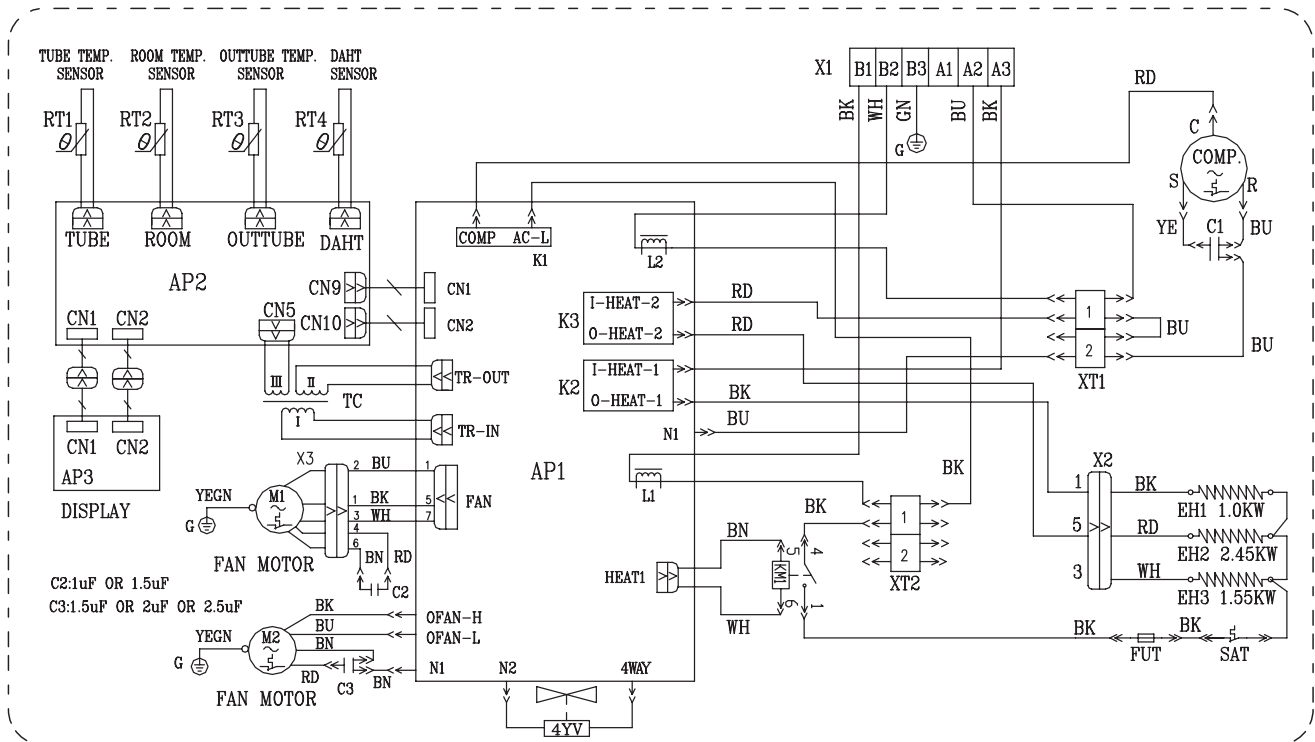 TUBE TEMP. SENSOR
ROOM TEMP. SENSOR
OUTTUBE TEMP. SENSOR
DAHT SENSOR
RT1
RT2
RT3
RT4
TUBE
ROOM
OUTTUBE
DAHT
AP2
CN9
CN10
CN1
CN2
CN5
CN1
CN2
CN1
CN2
AP3
DISPLAY
III
II
I
TC
TR-OUT
TR-IN
X3
2
BU
1
1
BK
5
3
WH
7
4
6
BN
RD
C2
FAN
YEGN
G
M1
FAN MOTOR
C2:1uF OR 1.5uF
C3:1.5uF OR 2uF OR 2.5uF
YEGN
G
M2
FAN MOTOR
BK
BU
BN
RD
C3
BN
OFAN-H
OFAN-L
N1
N2
4WAY
4YV
COMP
AC-L
K1
AP1
L2
K3
I-HEAT-2
O-HEAT-2
K2
I-HEAT-1
O-HEAT-1
N1
L1
HEAT1
RD
RD
BK
BU
BK
BN
WH
KM1
5
4
6
1
BK
X1
B1
B2
B3
A1
A2
A3
BK
WH
GN
BU
BK
G
RD
C
COMP.
S
R
YE
C1
BU
BU
BU
1
2
XT1
1
2
XT2
X2
1
5
3
BK
EH1 1.0KW
RD
EH2 2.45KW
WH
EH3 1.55KW
BK
FUT
BK
SAT